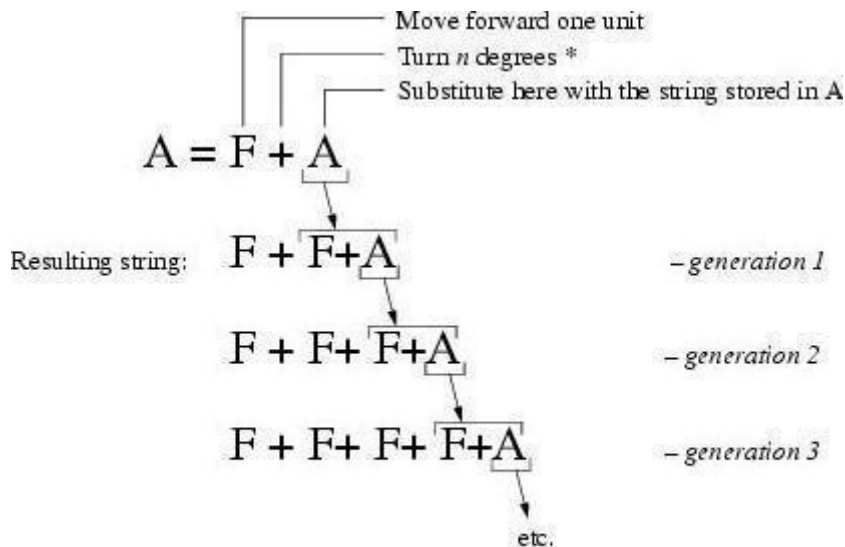 Move forward one unit
Turn n degrees *
Substitute here with the string stored in A
A = F + A
Resulting string: F + F+A – generation 1
F + F+ F+A – generation 2
F + F+ F+ F+A – generation 3
etc.